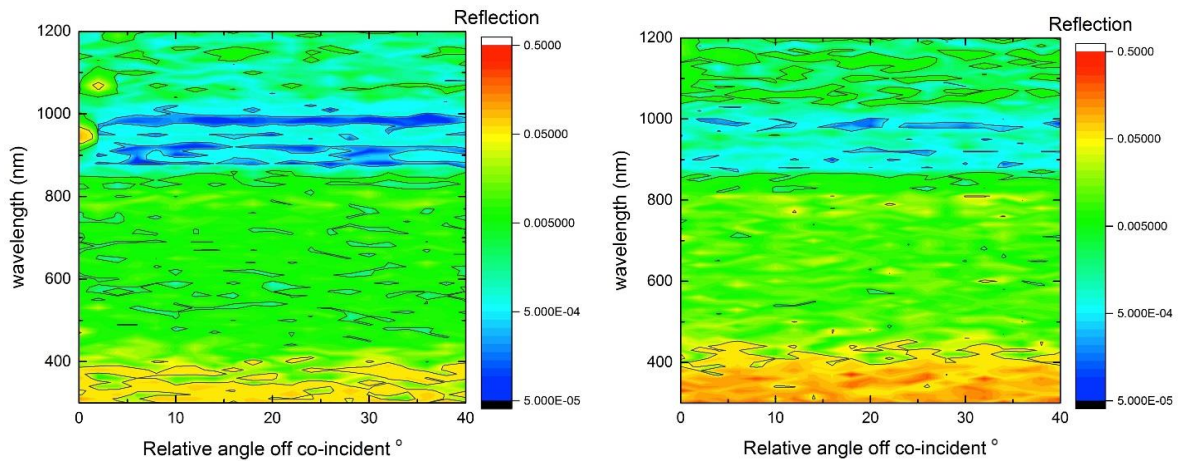 Reflection
1200
1000
800
600
400
0 10 20 30 40
wavelength (nm)
Relative angle off co-incident °
0.5000
0.05000
0.005000
5.000E-04
5.000E-05
Reflection
1200
1000
800
600
400
0 10 20 30 40
wavelength (nm)
Relative angle off co-incident °
0.5000
0.05000
0.005000
5.000E-04
5.000E-05